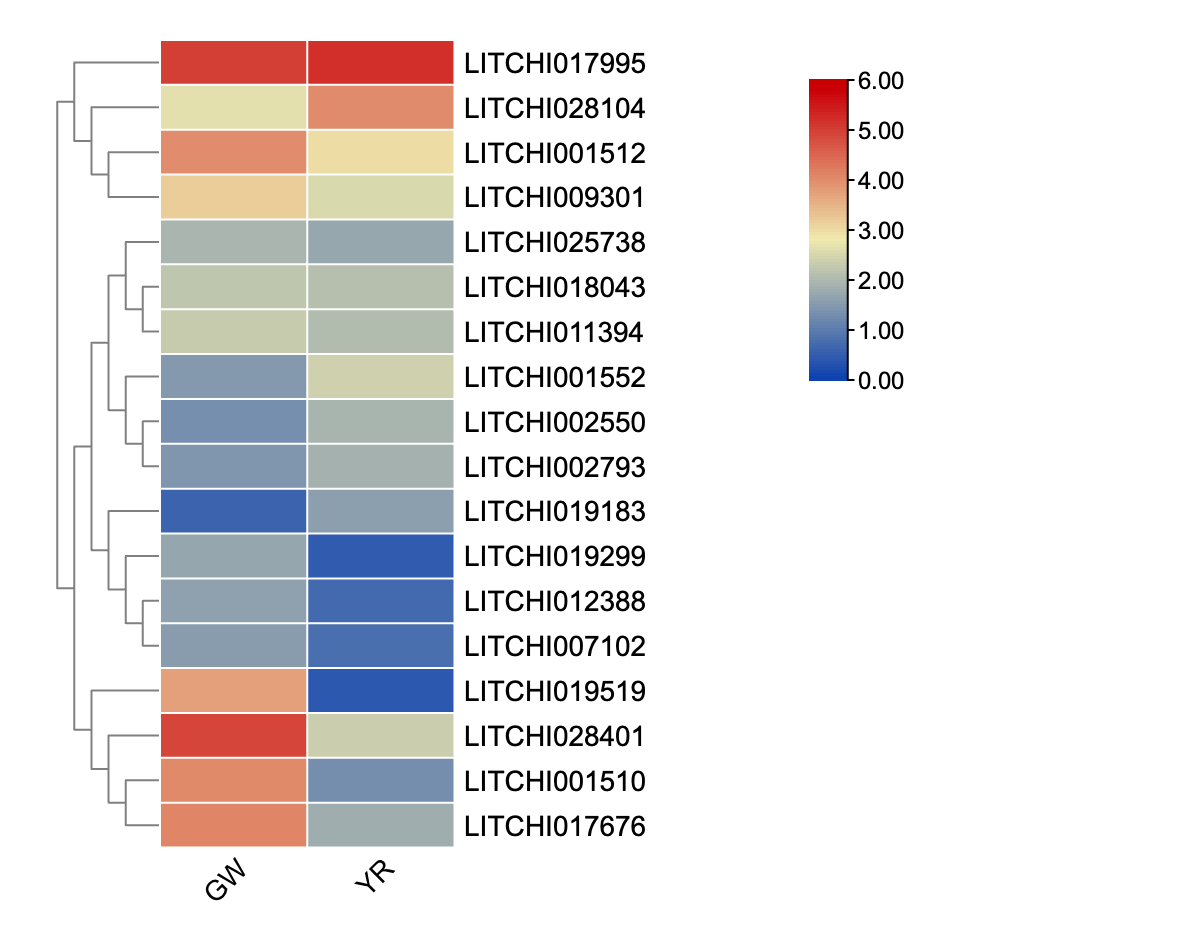 LITCHI017995
LITCHI028104
LITCHI001512
LITCHI009301
LITCHI025738
LITCHI018043
LITCHI011394
LITCHI001552
LITCHI002550
LITCHI002793
LITCHI019183
LITCHI019299
LITCHI012388
LITCHI007102
LITCHI019519
LITCHI028401
LITCHI001510
LITCHI017676
GW
YR
6.00
5.00
4.00
3.00
2.00
1.00
0.00